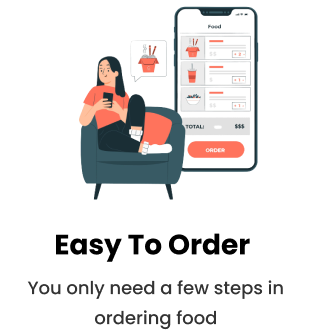 Food
TOTAL: $$$
ORDER
Easy To Order
You only need a few steps in
ordering food